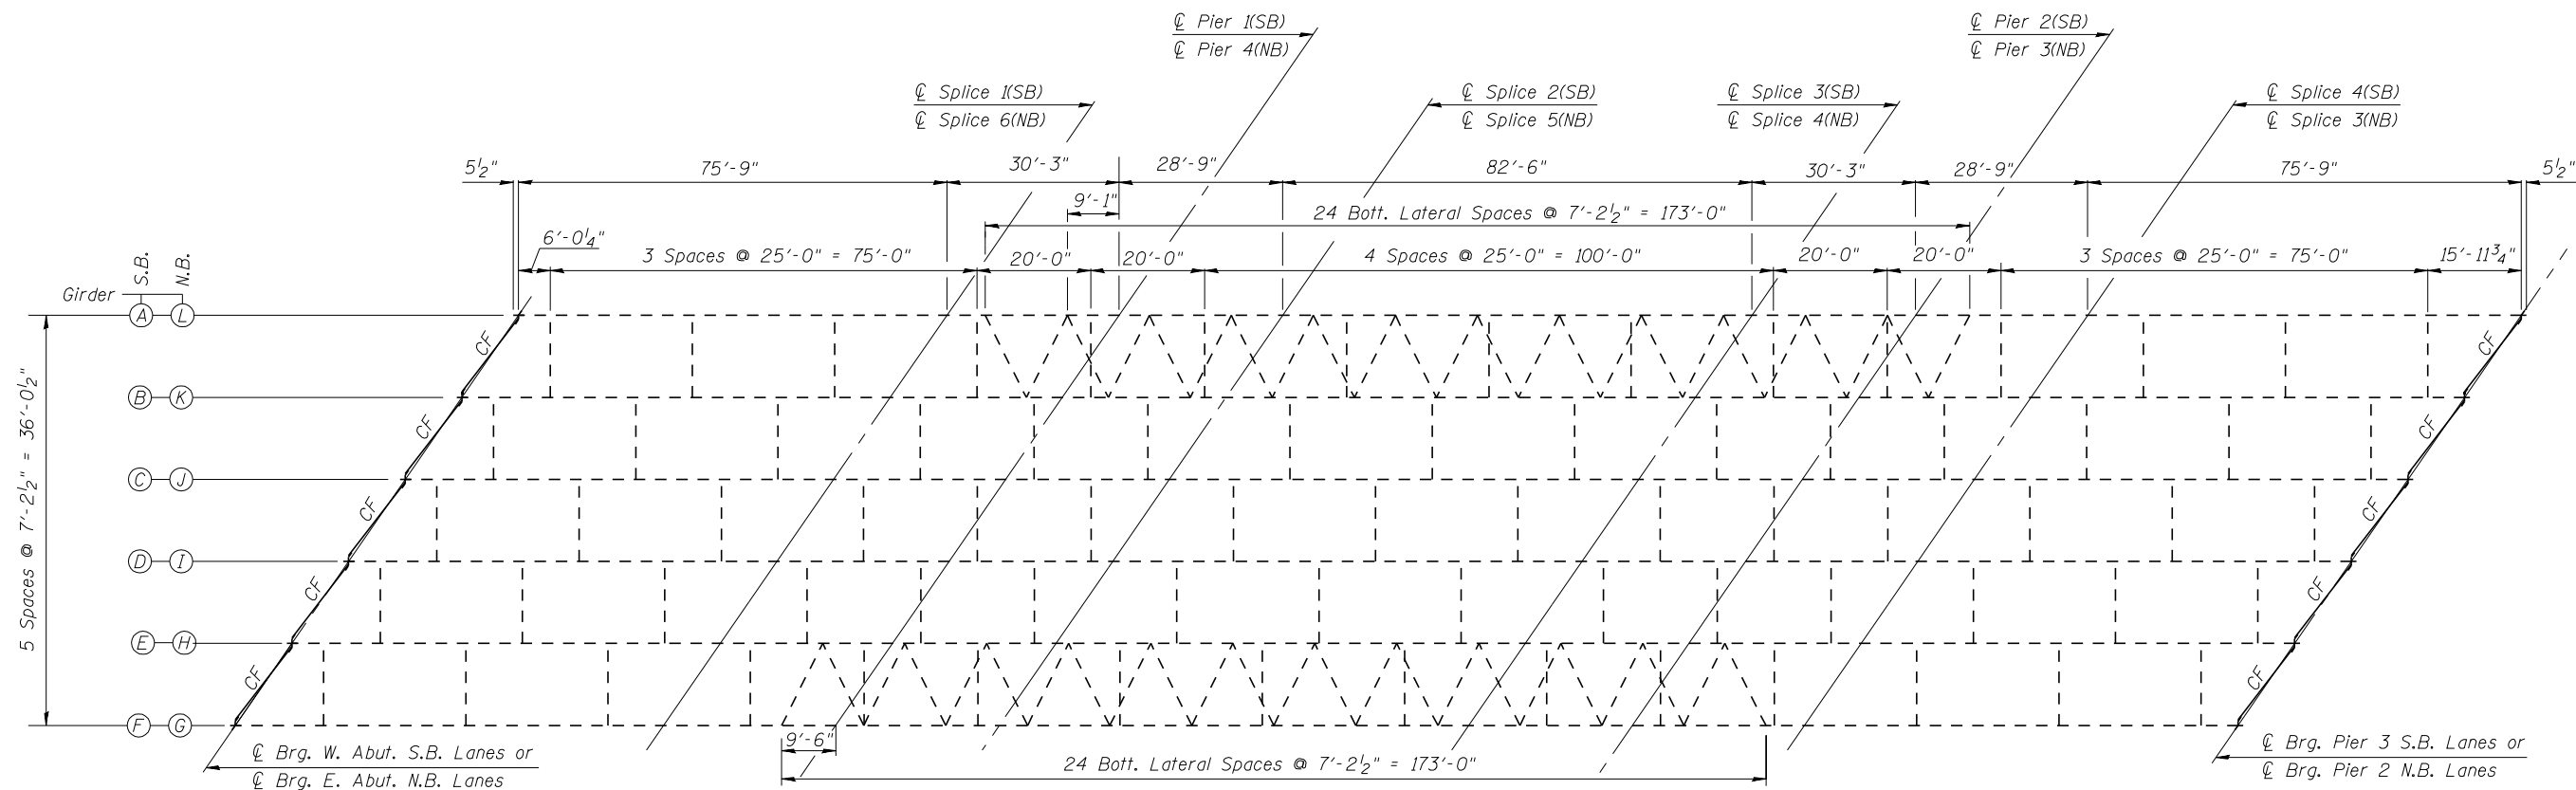 ℄ Pier 1(SB)
℄ Pier 4(NB)
℄ Pier 2(SB)
℄ Pier 3(NB)
℄ Splice 1(SB)
℄ Splice 6(NB)
℄ Splice 2(SB)
℄ Splice 5(NB)
℄ Splice 3(SB)
℄ Splice 4(NB)
℄ Splice 4(SB)
℄ Splice 3(NB)
5½" 75'-9" 30'-3" 28'-9" 82'-6" 30'-3" 28'-9" 75'-9" 5½"
9'-1"
24 Bott. Lateral Spaces @ 7'-2½" = 173'-0"
6'-0¼"
3 Spaces @ 25'-0" = 75'-0" 20'-0" 20'-0" 4 Spaces @ 25'-0" = 100'-0" 20'-0" 20'-0" 3 Spaces @ 25'-0" = 75'-0" 15'-11¾"
S.B. N.B.
Girder
A L
CF CF
B K
CF CF
C J
CF CF
D I
CF CF
E H
CF CF
F G
5 Spaces @ 7'-2½" = 36'-0½"
9'-6"
24 Bott. Lateral Spaces @ 7'-2½" = 173'-0"
℄ Brg. W. Abut. S.B. Lanes or
℄ Brg. E. Abut. N.B. Lanes
℄ Brg. Pier 3 S.B. Lanes or
℄ Brg. Pier 2 N.B. Lanes